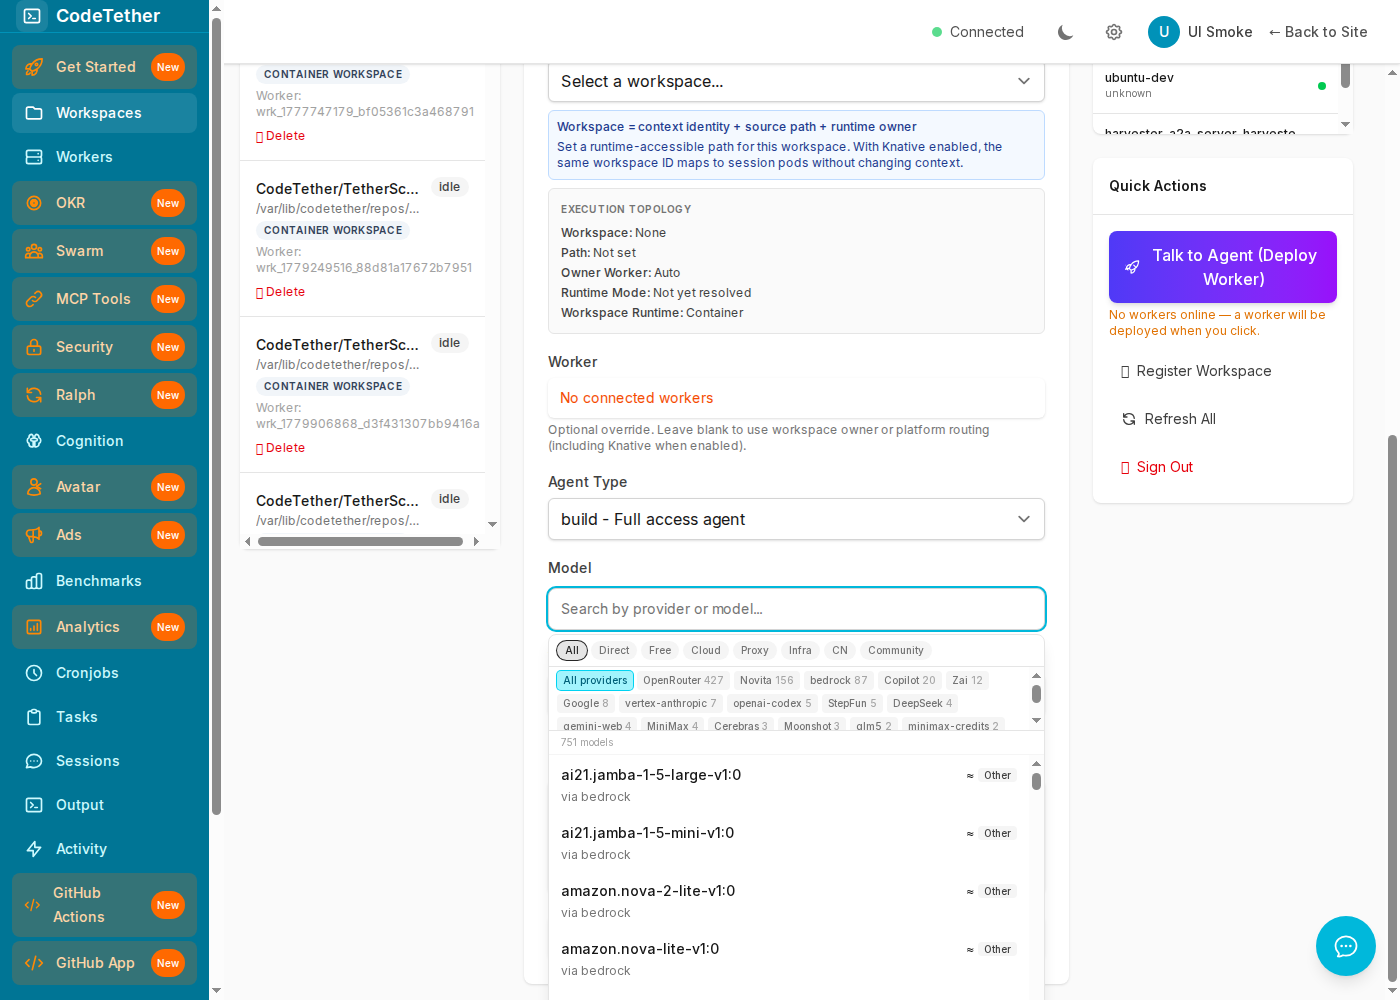 CodeTether
Get Started New
Workspaces
Workers
OKR New
Swarm New
MCP Tools New
Security New
Ralph New
Cognition
Avatar New
Ads New
Benchmarks
Analytics New
Cronjobs
Tasks
Sessions
Output
Activity
GitHub
Actions New
GitHub App New
Connected
U UI Smoke
← Back to Site
CONTAINER WORKSPACE
Worker:
wrk_1777747179_bf05361c3a468791
Delete
CodeTether/TetherSc... idle
/var/lib/codetether/repos/...
CONTAINER WORKSPACE
Worker:
wrk_1779249516_88d81a17672b7951
Delete
CodeTether/TetherSc... idle
/var/lib/codetether/repos/...
CONTAINER WORKSPACE
Worker:
wrk_1779906868_d3f431307bb9416a
Delete
CodeTether/TetherSc... idle
/var/lib/codetether/repos/...
Select a workspace...
Workspace = context identity + source path + runtime owner
Set a runtime-accessible path for this workspace. With Knative enabled, the
same workspace ID maps to session pods without changing context.
EXECUTION TOPOLOGY
Workspace: None
Path: Not set
Owner Worker: Auto
Runtime Mode: Not yet resolved
Workspace Runtime: Container
Worker
No connected workers
Optional override. Leave blank to use workspace owner or platform routing
(including Knative when enabled).
Agent Type
build - Full access agent
Model
Search by provider or model...
All Direct Free Cloud Proxy Infra CN Community
All providers OpenRouter 427 Novita 156 bedrock 87 Copilot 20 Zai 12
Google 8 vertex-anthropic 7 openai-codex 5 StepFun 5 DeepSeek 4
gemini-web 4 MiniMax 4 Cerebras 3 Moonshot 3 glm5 2 minimax-credits 2
751 models
ai21.jamba-1-5-large-v1:0 ≈ Other
via bedrock
ai21.jamba-1-5-mini-v1:0 ≈ Other
via bedrock
amazon.nova-2-lite-v1:0 ≈ Other
via bedrock
amazon.nova-lite-v1:0 ≈ Other
via bedrock
ubuntu-dev
unknown
harvester_a2a_server_harveste...
Quick Actions
Talk to Agent (Deploy
Worker)
No workers online — a worker will be
deployed when you click.
Register Workspace
Refresh All
Sign Out